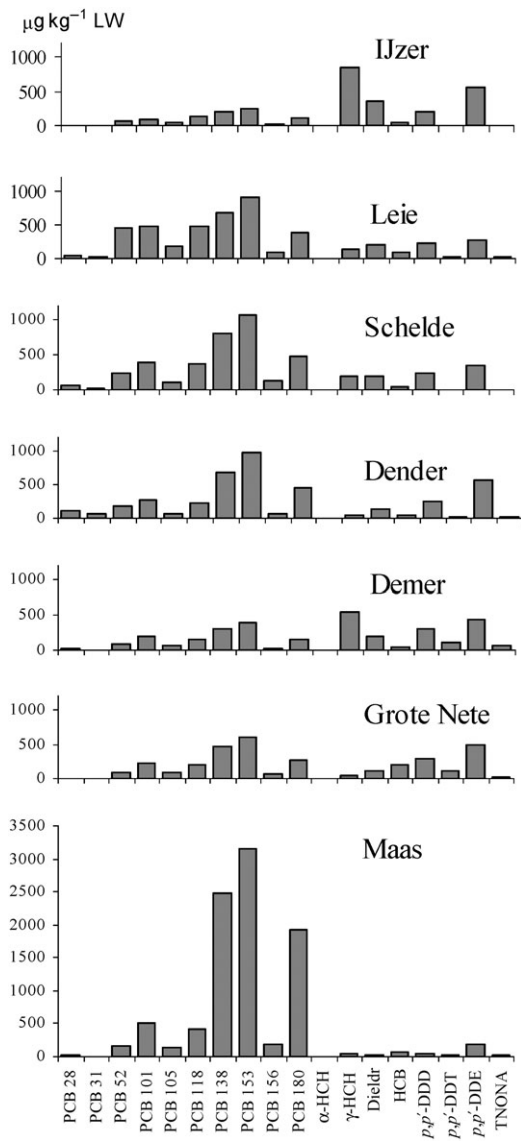 µg kg⁻¹ LW
IJzer
1000
500
0
Leie
1000
500
0
Schelde
1000
500
0
Dender
1000
500
0
Demer
1000
500
0
Grote Nete
1000
500
0
Maas
3500
3000
2500
2000
1500
1000
500
0
PCB 28
PCB 31
PCB 52
PCB 101
PCB 105
PCB 118
PCB 138
PCB 153
PCB 156
PCB 180
α-HCH
γ-HCH
Dieldr
HCB
p,p′-DDD
p,p′-DDT
p,p′-DDE
TNONA